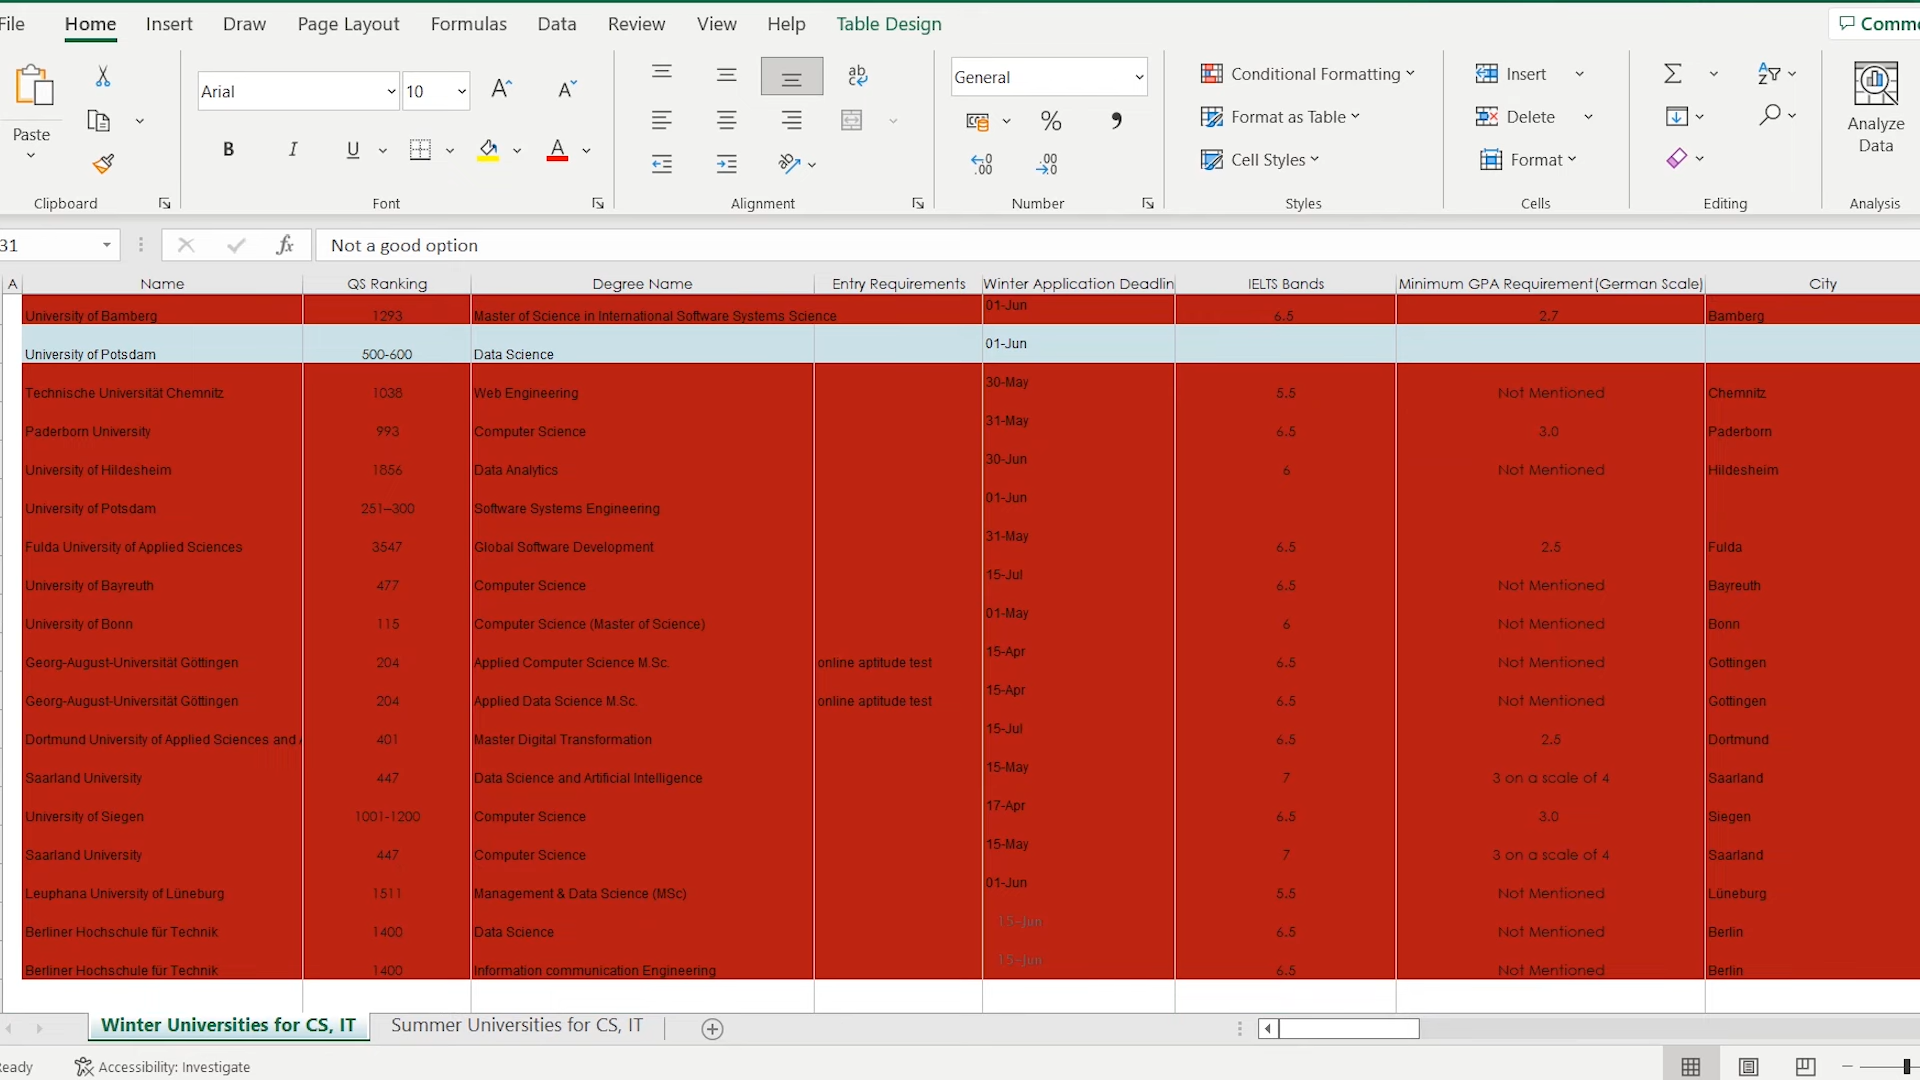 File Home Insert Draw Page Layout Formulas Data Review View Help Table Design
Arial 10 General Conditional Formatting Insert
Paste Format as Table Delete Analyze Data
Cell Styles Format
Clipboard Font Alignment Number Styles Cells Editing Analysis
31 Not a good option
A Name QS Ranking Degree Name Entry Requirements Winter Application Deadlin IELTS Bands Minimum GPA Requirement(German Scale) City
University of Bamberg 1293 Master of Science in International Software Systems Science 01-Jun 6.5 2.7 Bamberg
University of Potsdam 500-600 Data Science 01-Jun
Technische Universität Chemnitz 1038 Web Engineering 30-May 5.5 Not Mentioned Chemnitz
Paderborn University 993 Computer Science 31-May 6.5 3.0 Paderborn
University of Hildesheim 1856 Data Analytics 30-Jun 6 Not Mentioned Hildesheim
University of Potsdam 251–300 Software Systems Engineering 01-Jun
Fulda University of Applied Sciences 3547 Global Software Development 31-May 6.5 2.5 Fulda
University of Bayreuth 477 Computer Science 15-Jul 6.5 Not Mentioned Bayreuth
University of Bonn 115 Computer Science (Master of Science) 01-May 6 Not Mentioned Bonn
Georg-August-Universität Göttingen 204 Applied Computer Science M.Sc. online aptitude test 15-Apr 6.5 Not Mentioned Gottingen
Georg-August-Universität Göttingen 204 Applied Data Science M.Sc. online aptitude test 15-Apr 6.5 Not Mentioned Gottingen
Dortmund University of Applied Sciences and 401 Master Digital Transformation 15-Jul 6.5 2.5 Dortmund
Saarland University 447 Data Science and Artificial Intelligence 15-May 7 3 on a scale of 4 Saarland
University of Siegen 1001-1200 Computer Science 17-Apr 6.5 3.0 Siegen
Saarland University 447 Computer Science 15-May 7 3 on a scale of 4 Saarland
Leuphana University of Lüneburg 1511 Management & Data Science (MSc) 01-Jun 5.5 Not Mentioned Lüneburg
Berliner Hochschule für Technik 1400 Data Science 15-Jun 6.5 Not Mentioned Berlin
Berliner Hochschule für Technik 1400 Information communication Engineering 15-Jun 6.5 Not Mentioned Berlin
Winter Universities for CS, IT Summer Universities for CS, IT
Accessibility: Investigate